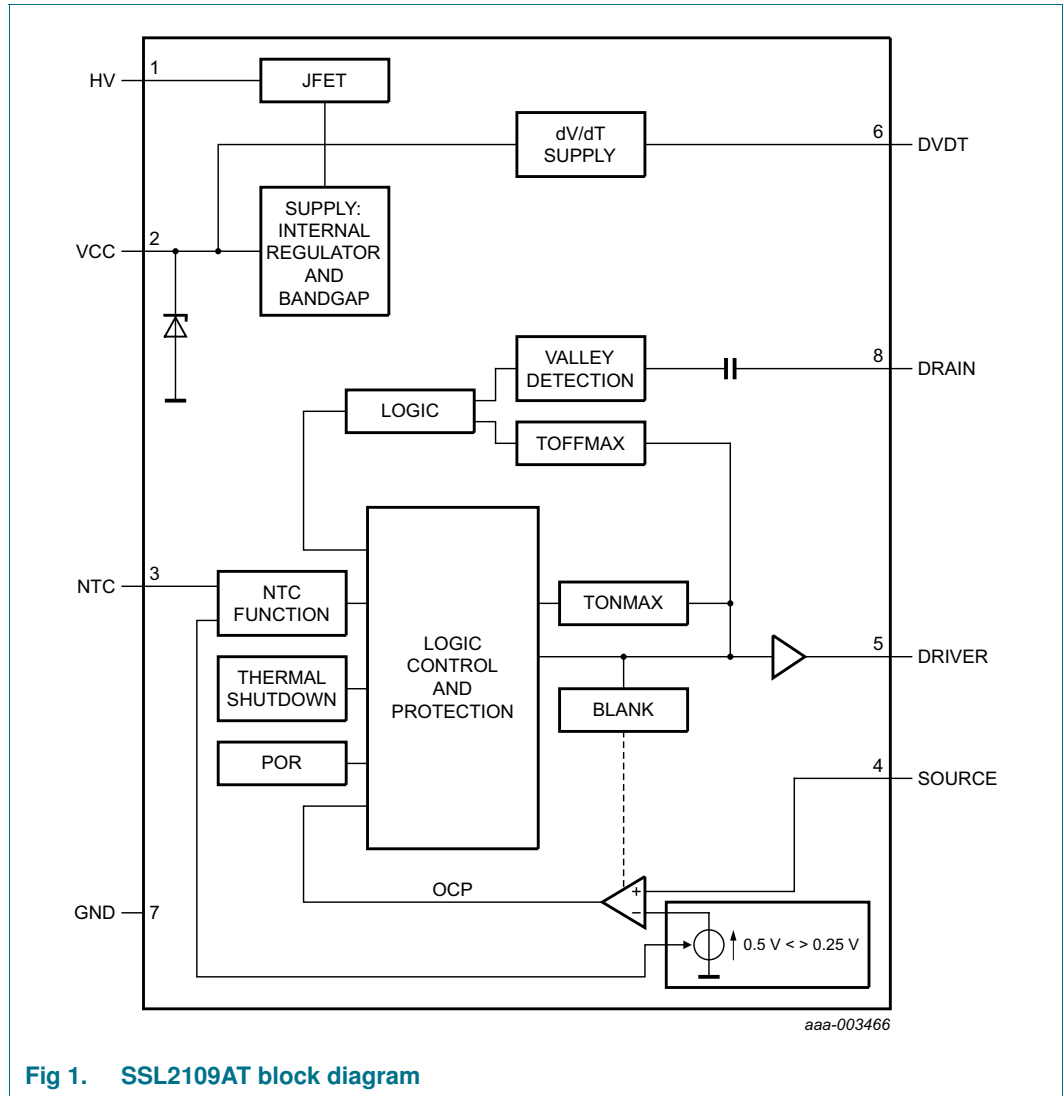 HV
1
JFET
dV/dT
SUPPLY
6
DVDT
SUPPLY:
INTERNAL
REGULATOR
AND
BANDGAP
VCC
2
VALLEY
DETECTION
8
DRAIN
LOGIC
TOFFMAX
NTC
3
NTC
FUNCTION
TONMAX
LOGIC
CONTROL
AND
PROTECTION
5
DRIVER
THERMAL
SHUTDOWN
BLANK
POR
4
SOURCE
OCP
+
−
GND
7
0.5 V < > 0.25 V
aaa-003466
Fig 1. SSL2109AT block diagram